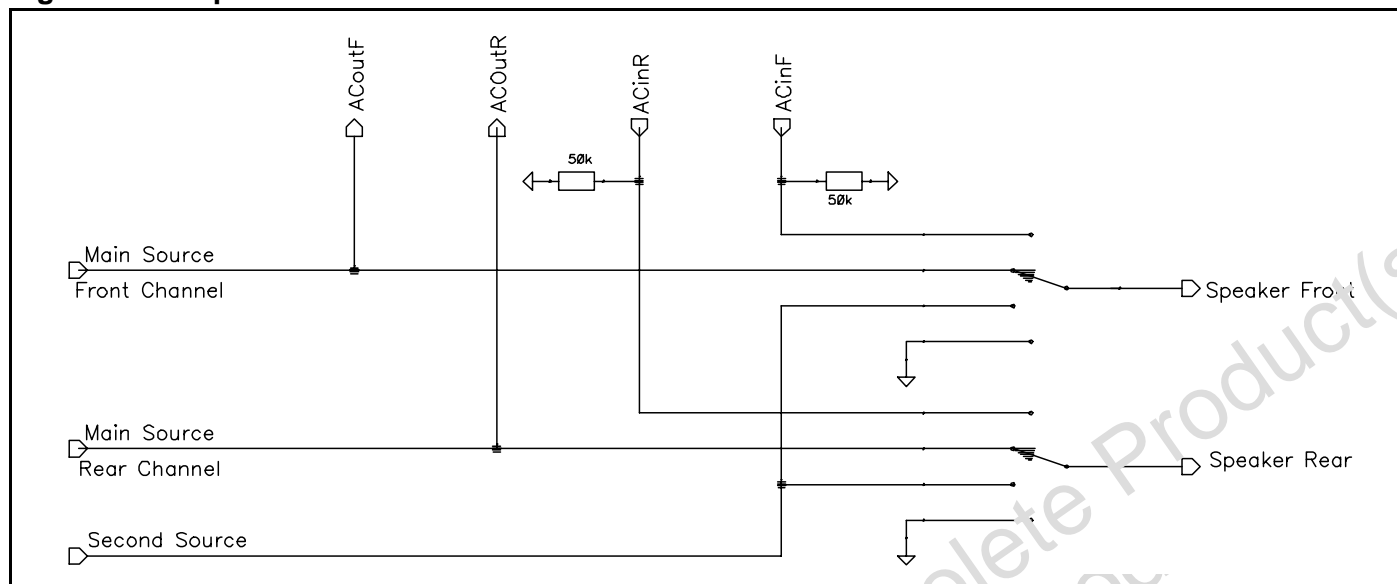 ACoutF
ACOutR
ACinR
ACinF
50k
50k
Main Source
Front Channel
Speaker Front
Main Source
Rear Channel
Speaker Rear
Second Source
Product(s